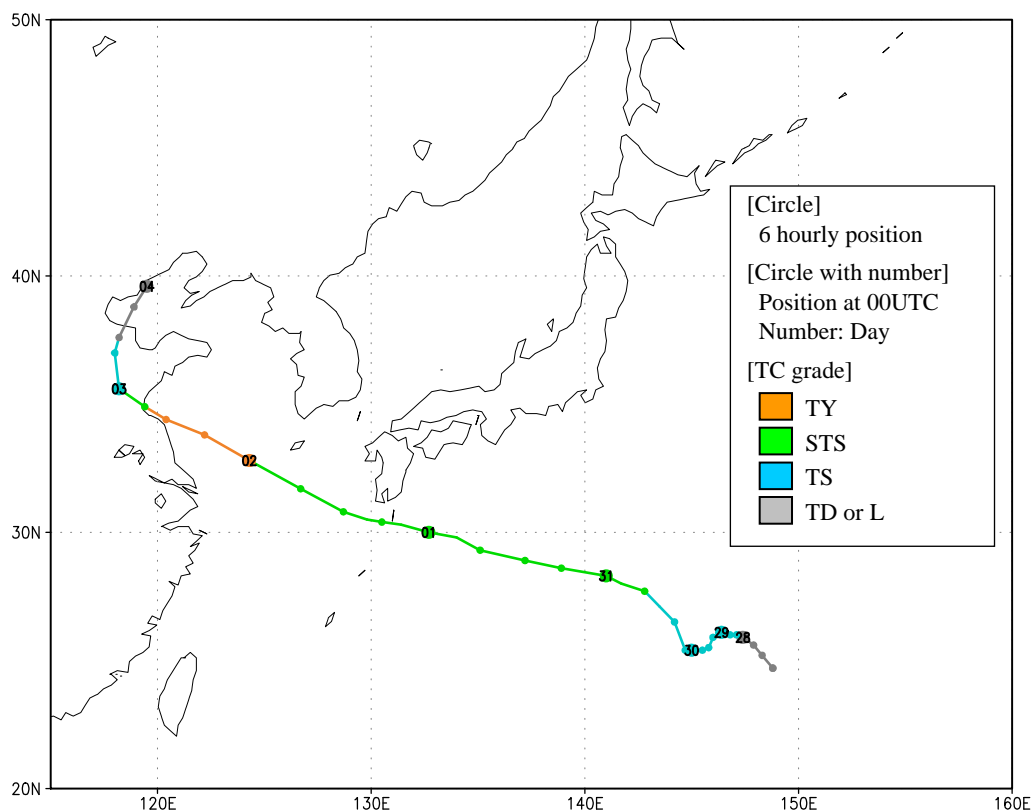 50N
40N
30N
20N
120E
130E
140E
150E
160E
04
03
02
01
31
30
29
28
[Circle]
6 hourly position
[Circle with number]
Position at 00UTC
Number: Day
[TC grade]
TY
STS
TS
TD or L